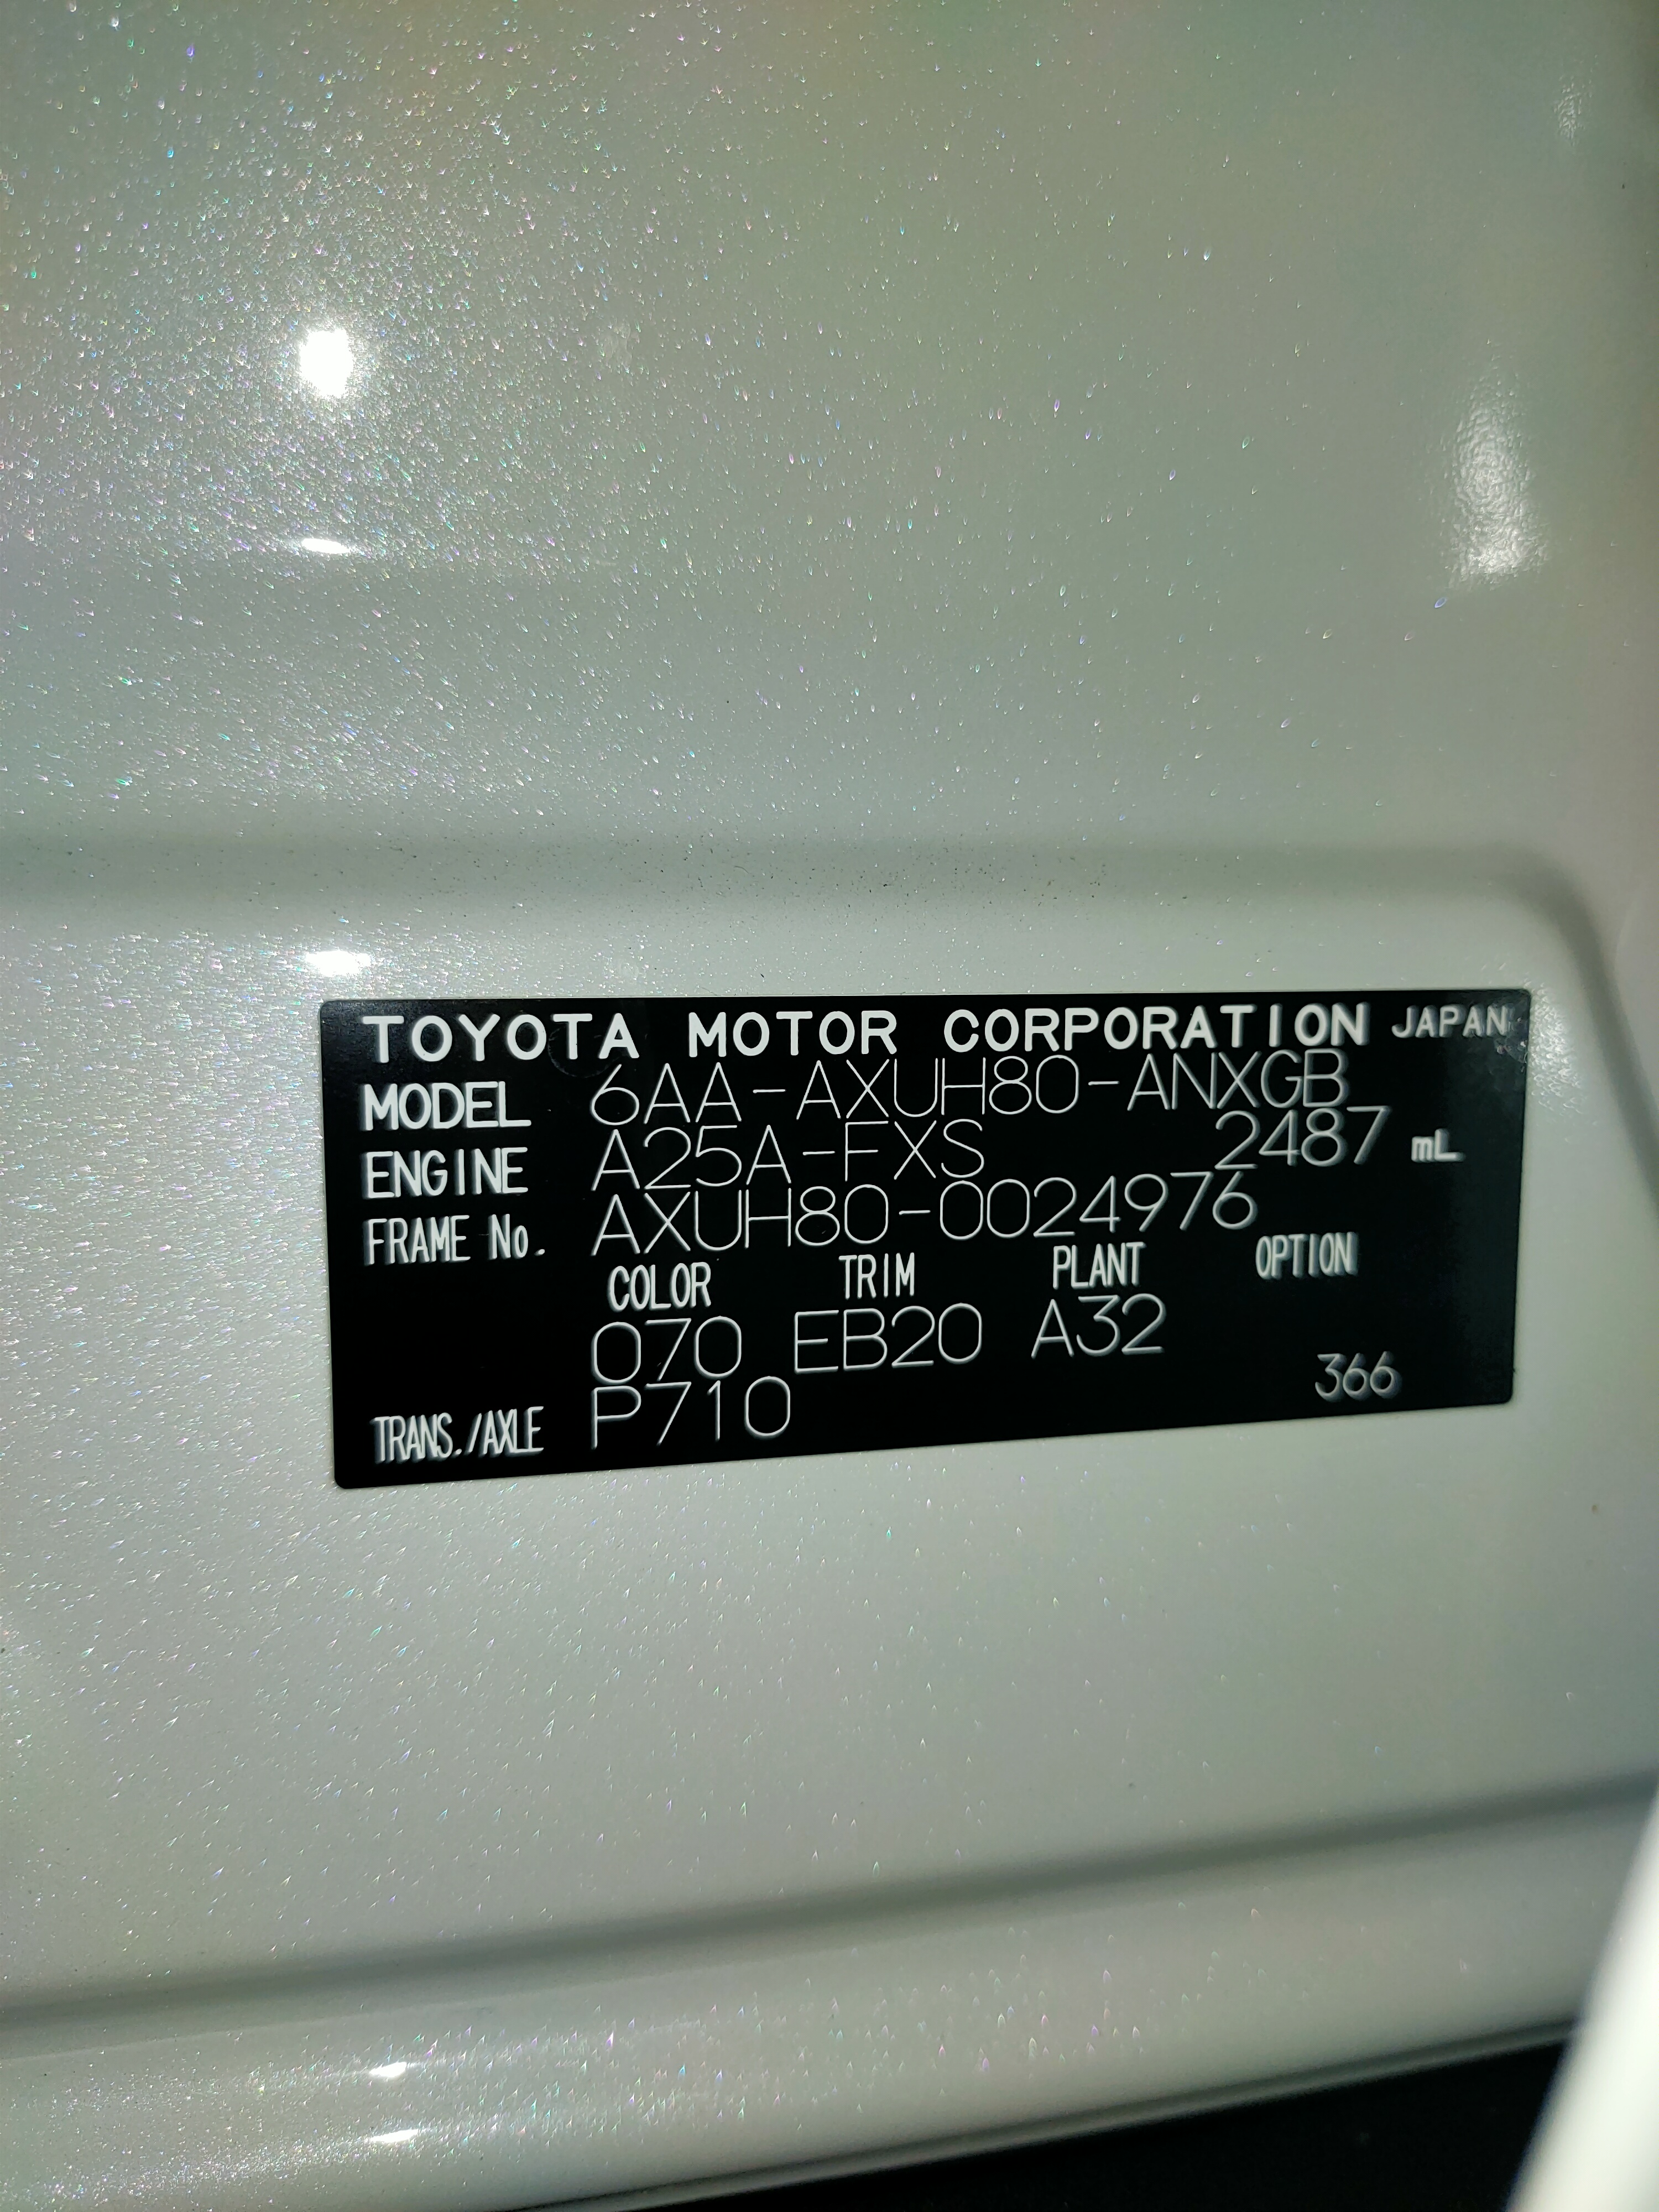 TOYOTA MOTOR CORPORATION JAPAN
MODEL 6AA-AXUH80-ANXGB
ENGINE A25A-FXS 2487 mL
FRAME No. AXUH80-0024976
COLOR TRIM PLANT OPTION
070 EB20 A32
TRANS./AXLE P710 366